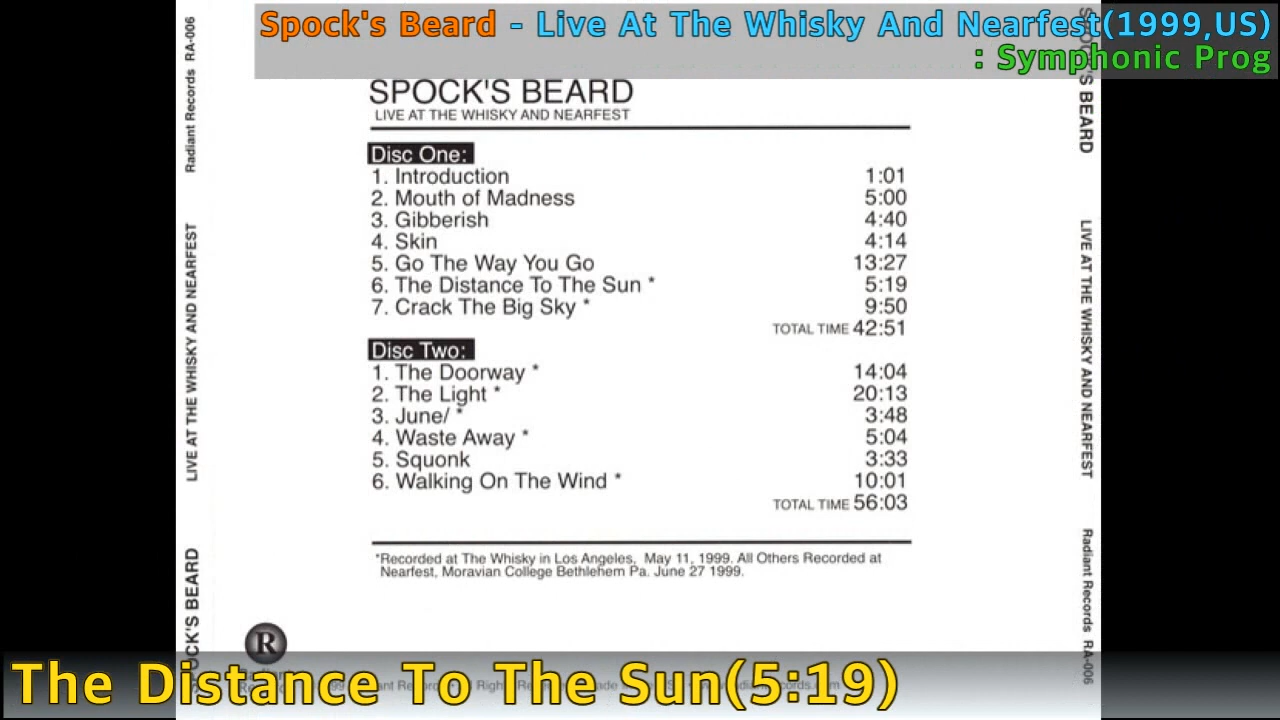 Spock's Beard - Live At The Whisky And Nearfest(1999,US)
: Symphonic Prog
SPOCK'S BEARD
LIVE AT THE WHISKY AND NEARFEST
Disc One:
1. Introduction 1:01
2. Mouth of Madness 5:00
3. Gibberish 4:40
4. Skin 4:14
5. Go The Way You Go 13:27
6. The Distance To The Sun * 5:19
7. Crack The Big Sky * 9:50
TOTAL TIME 42:51
Disc Two:
1. The Doorway * 14:04
2. The Light * 20:13
3. June/ * 3:48
4. Waste Away * 5:04
5. Squonk 3:33
6. Walking On The Wind * 10:01
TOTAL TIME 56:03
*Recorded at The Whisky in Los Angeles, May 11, 1999. All Others Recorded at
Nearfest, Moravian College Bethlehem Pa. June 27 1999.
R
The Distance To The Sun(5:19)
Radiant Records RA-006
LIVE AT THE WHISKY AND NEARFEST
SPOCK'S BEARD
SPOCK'S BEARD
LIVE AT THE WHISKY AND NEARFEST
Radiant Records RA-006